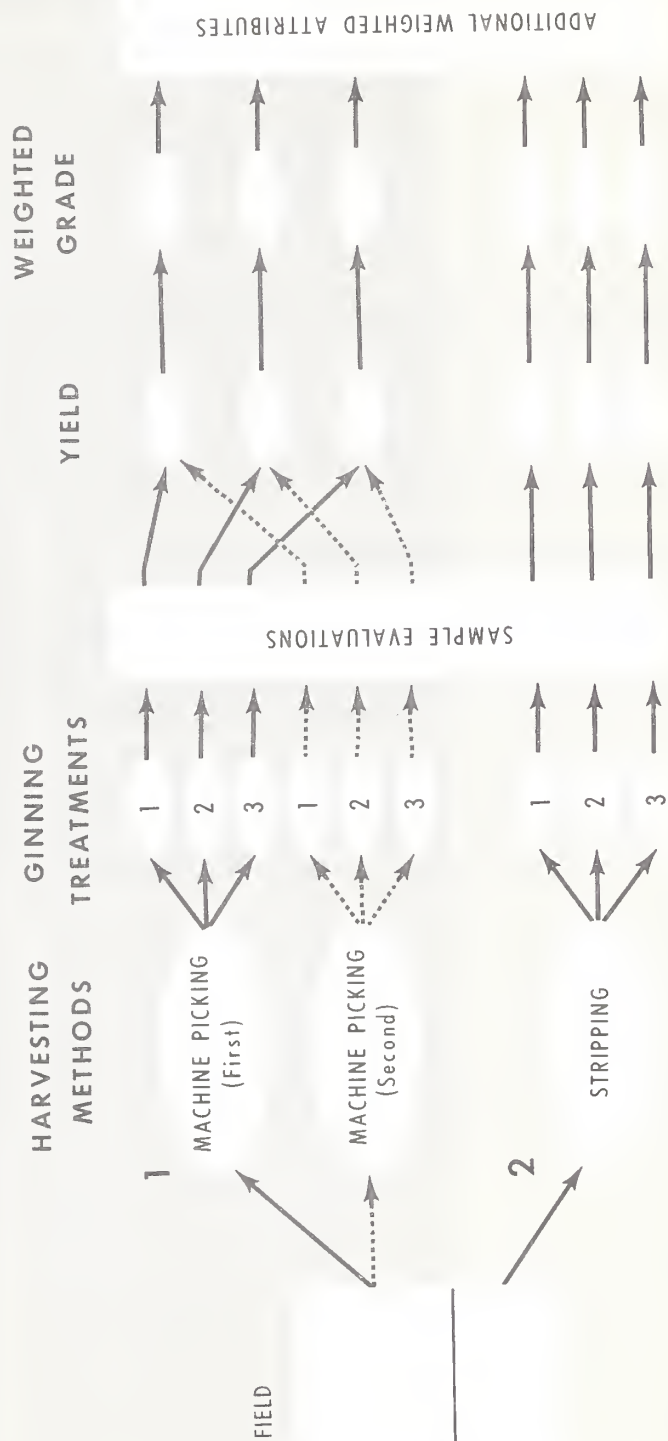 HARVESTING
METHODS
GINNING
TREATMENTS
YIELD
WEIGHTED
GRADE
FIELD
1
MACHINE PICKING
(First)
MACHINE PICKING
(Second)
2
STRIPPING
1
2
3
1
2
3
1
2
3
SAMPLE EVALUATIONS
ADDITIONAL WEIGHTED ATTRIBUTES